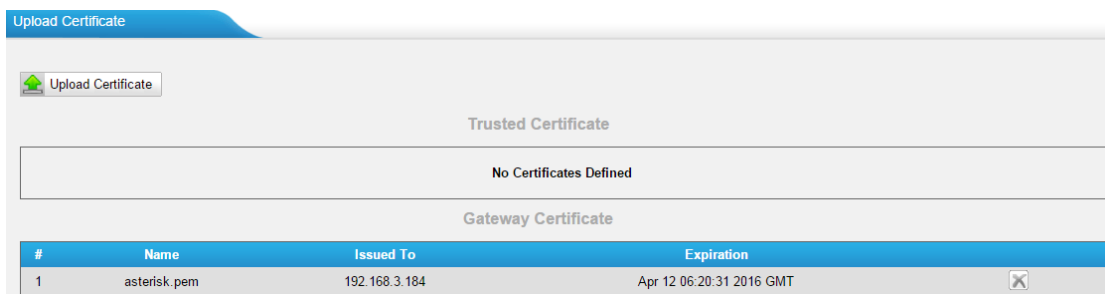 Upload Certificate
Upload Certificate
Trusted Certificate
No Certificates Defined
Gateway Certificate
# Name Issued To Expiration
1 asterisk.pem 192.168.3.184 Apr 12 06:20:31 2016 GMT